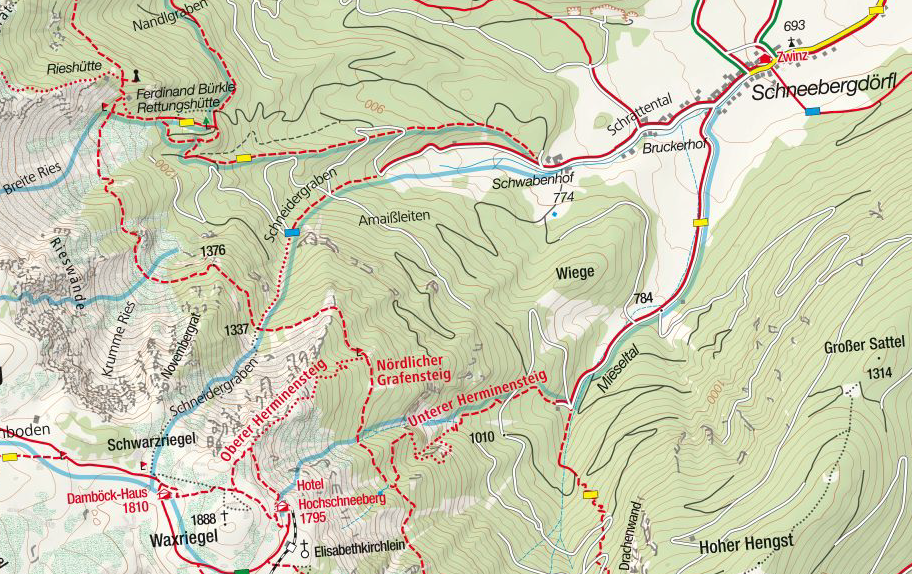 Nandlgraben
693
Rieshütte
Zwinz
Ferdinand Bürkle
Rettungshütte
Schneebergdörfl
900
Schrattental
Bruckerhof
1200
Breite Ries
Schwabenhof
774
Schneidergraben
Amaißleiten
Rieswände
1376
Wiege
784
Krumme Ries
Novembergrat
1337
Großer Sattel
1314
Nördlicher
Grafensteig
Mieseltal
Schneidergraben
Oberer Herminensteig
Unterer Herminensteig
1000
nboden
Schwarzriegel
1010
Damböck-Haus
1810
Hotel
Hochschneeberg
1795
1888
Waxriegel
Elisabethkirchlein
Drachenwand
Hoher Hengst